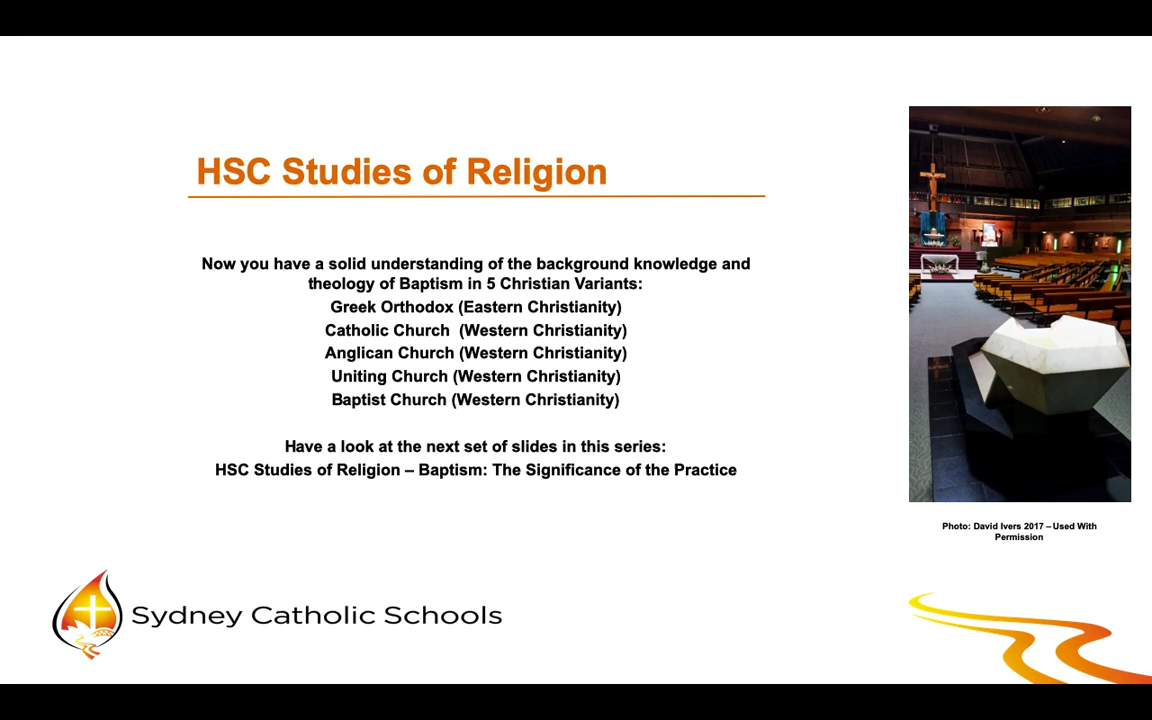 HSC Studies of Religion
Now you have a solid understanding of the background knowledge and
theology of Baptism in 5 Christian Variants:
Greek Orthodox (Eastern Christianity)
Catholic Church  (Western Christianity)
Anglican Church (Western Christianity)
Uniting Church (Western Christianity)
Baptist Church (Western Christianity)
Have a look at the next set of slides in this series:
HSC Studies of Religion – Baptism: The Significance of the Practice
Photo: David Ivers 2017 – Used With
Permission
Sydney Catholic Schools